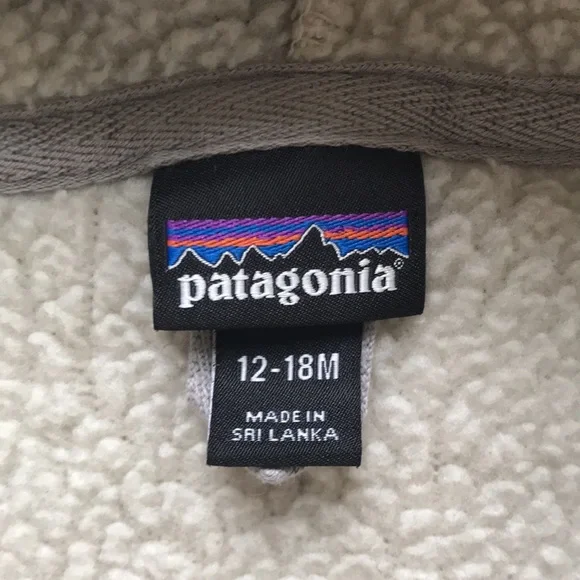 patagonia®
12-18M
MADE IN
SRI LANKA